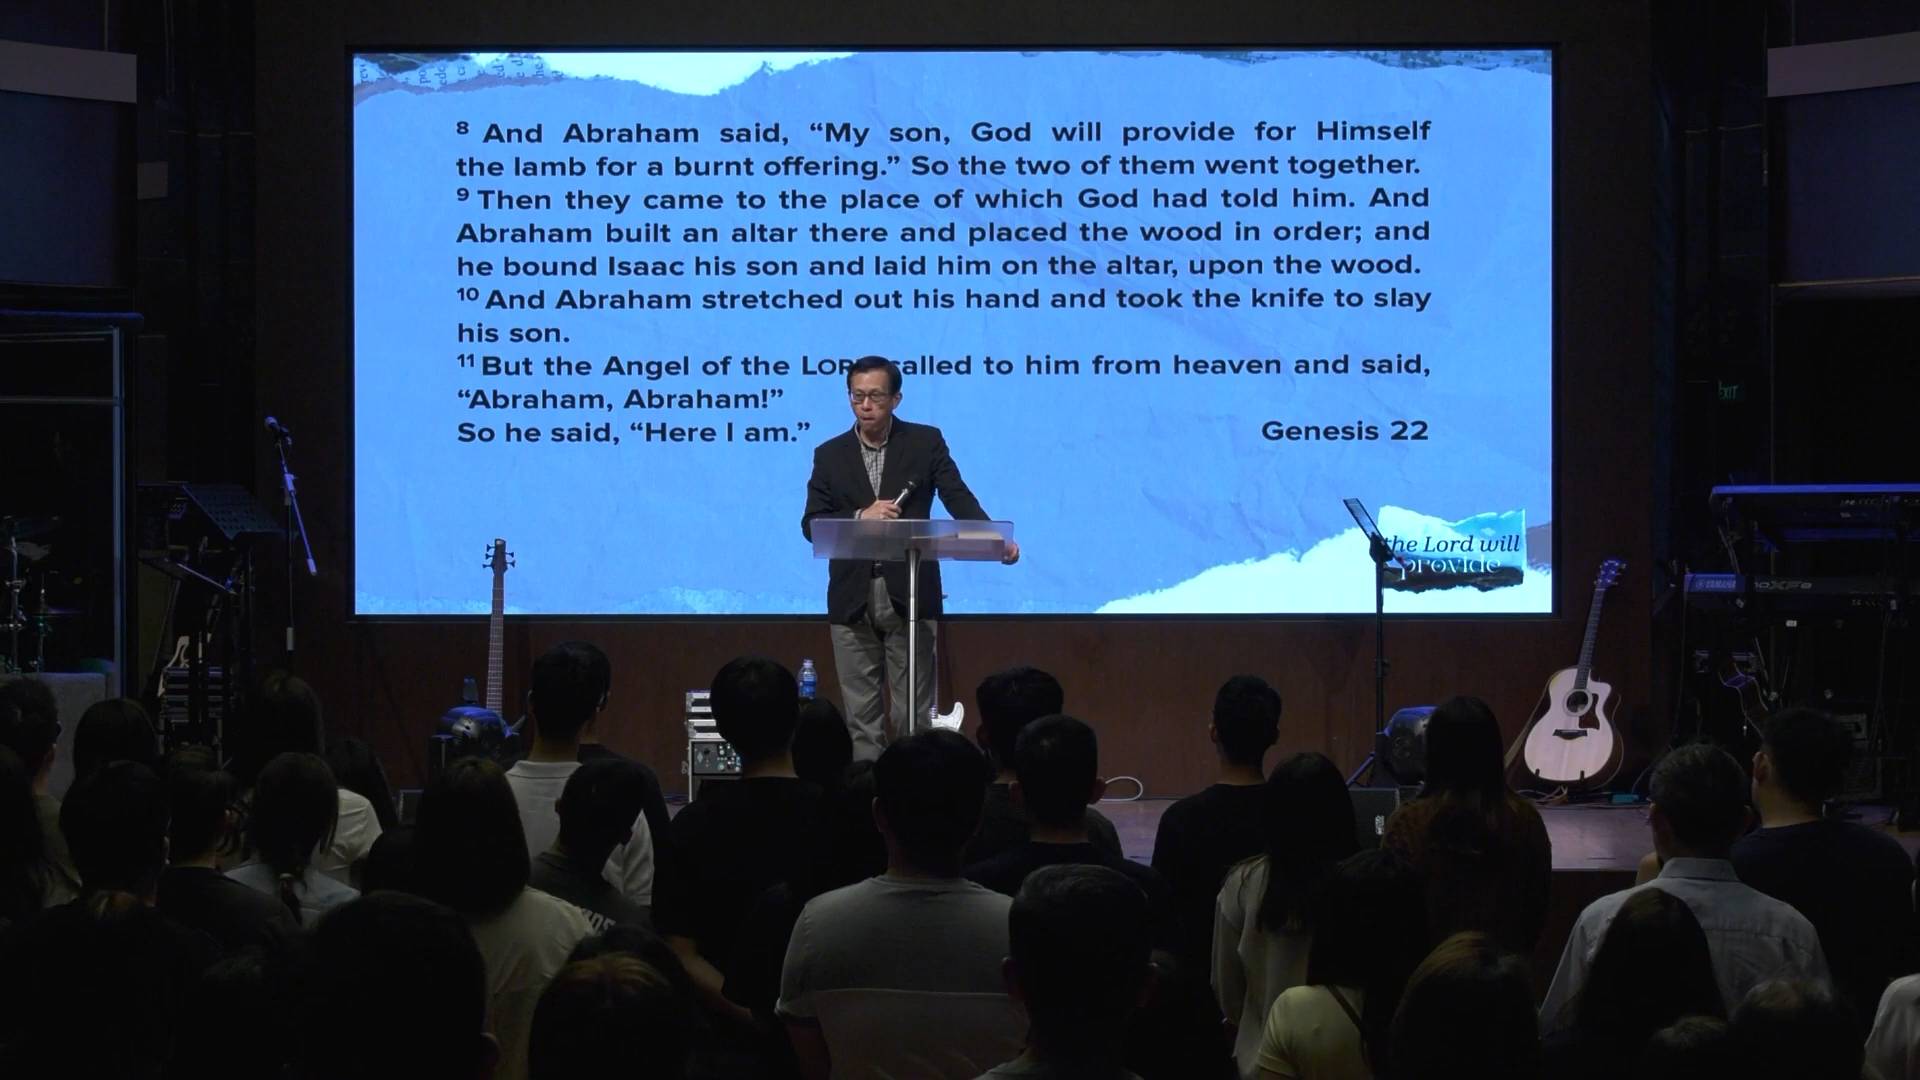 ⁸ And Abraham said, “My son, God will provide for Himself
the lamb for a burnt offering.” So the two of them went together.
⁹ Then they came to the place of which God had told him. And
Abraham built an altar there and placed the wood in order; and
he bound Isaac his son and laid him on the altar, upon the wood.
¹⁰ And Abraham stretched out his hand and took the knife to slay
his son.
¹¹ But the Angel of the called to him from heaven and said,
“Abraham, Abraham!”
So he said, “Here I am.”
Genesis 22
the Lord will
provide
YAMAHA
EXIT